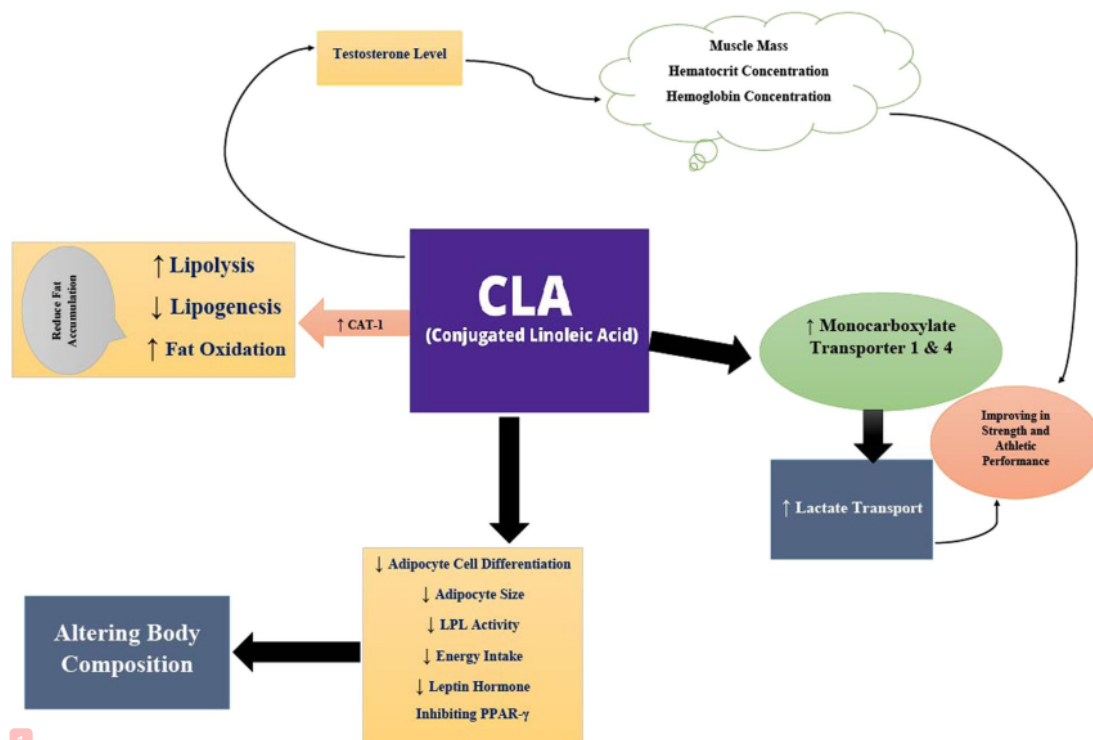 Testosterone Level
Muscle Mass
Hematocrit Concentration
Hemoglobin Concentration
Reduce Fat
Accumulation
↑ Lipolysis
↓ Lipogenesis
↑ Fat Oxidation
↑ CAT-1
CLA
(Conjugated Linoleic Acid)
↑ Monocarboxylate
Transporter 1 & 4
Improving in
Strength and
Athletic
Performance
↑ Lactate Transport
↓ Adipocyte Cell Differentiation
↓ Adipocyte Size
↓ LPL Activity
↓ Energy Intake
↓ Leptin Hormone
Inhibiting PPAR-γ
Altering Body
Composition
1